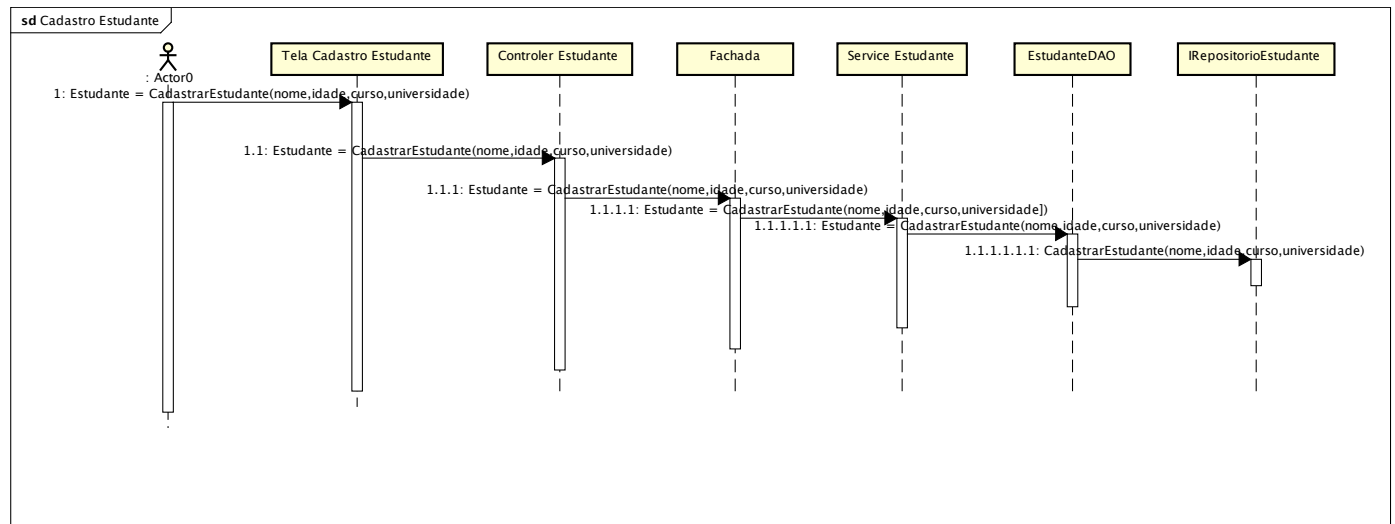 sd Cadastro Estudante
Tela Cadastro Estudante
Controler Estudante
Fachada
Service Estudante
EstudanteDAO
IRepositorioEstudante
: Actor0
1: Estudante = CadastrarEstudante(nome,idade,curso,universidade)
1.1: Estudante = CadastrarEstudante(nome,idade,curso,universidade)
1.1.1: Estudante = CadastrarEstudante(nome,idade,curso,universidade)
1.1.1.1: Estudante = CadastrarEstudante(nome,idade,curso,universidade])
1.1.1.1.1: Estudante = CadastrarEstudante(nome,idade,curso,universidade)
1.1.1.1.1.1: CadastrarEstudante(nome,idade,curso,universidade)